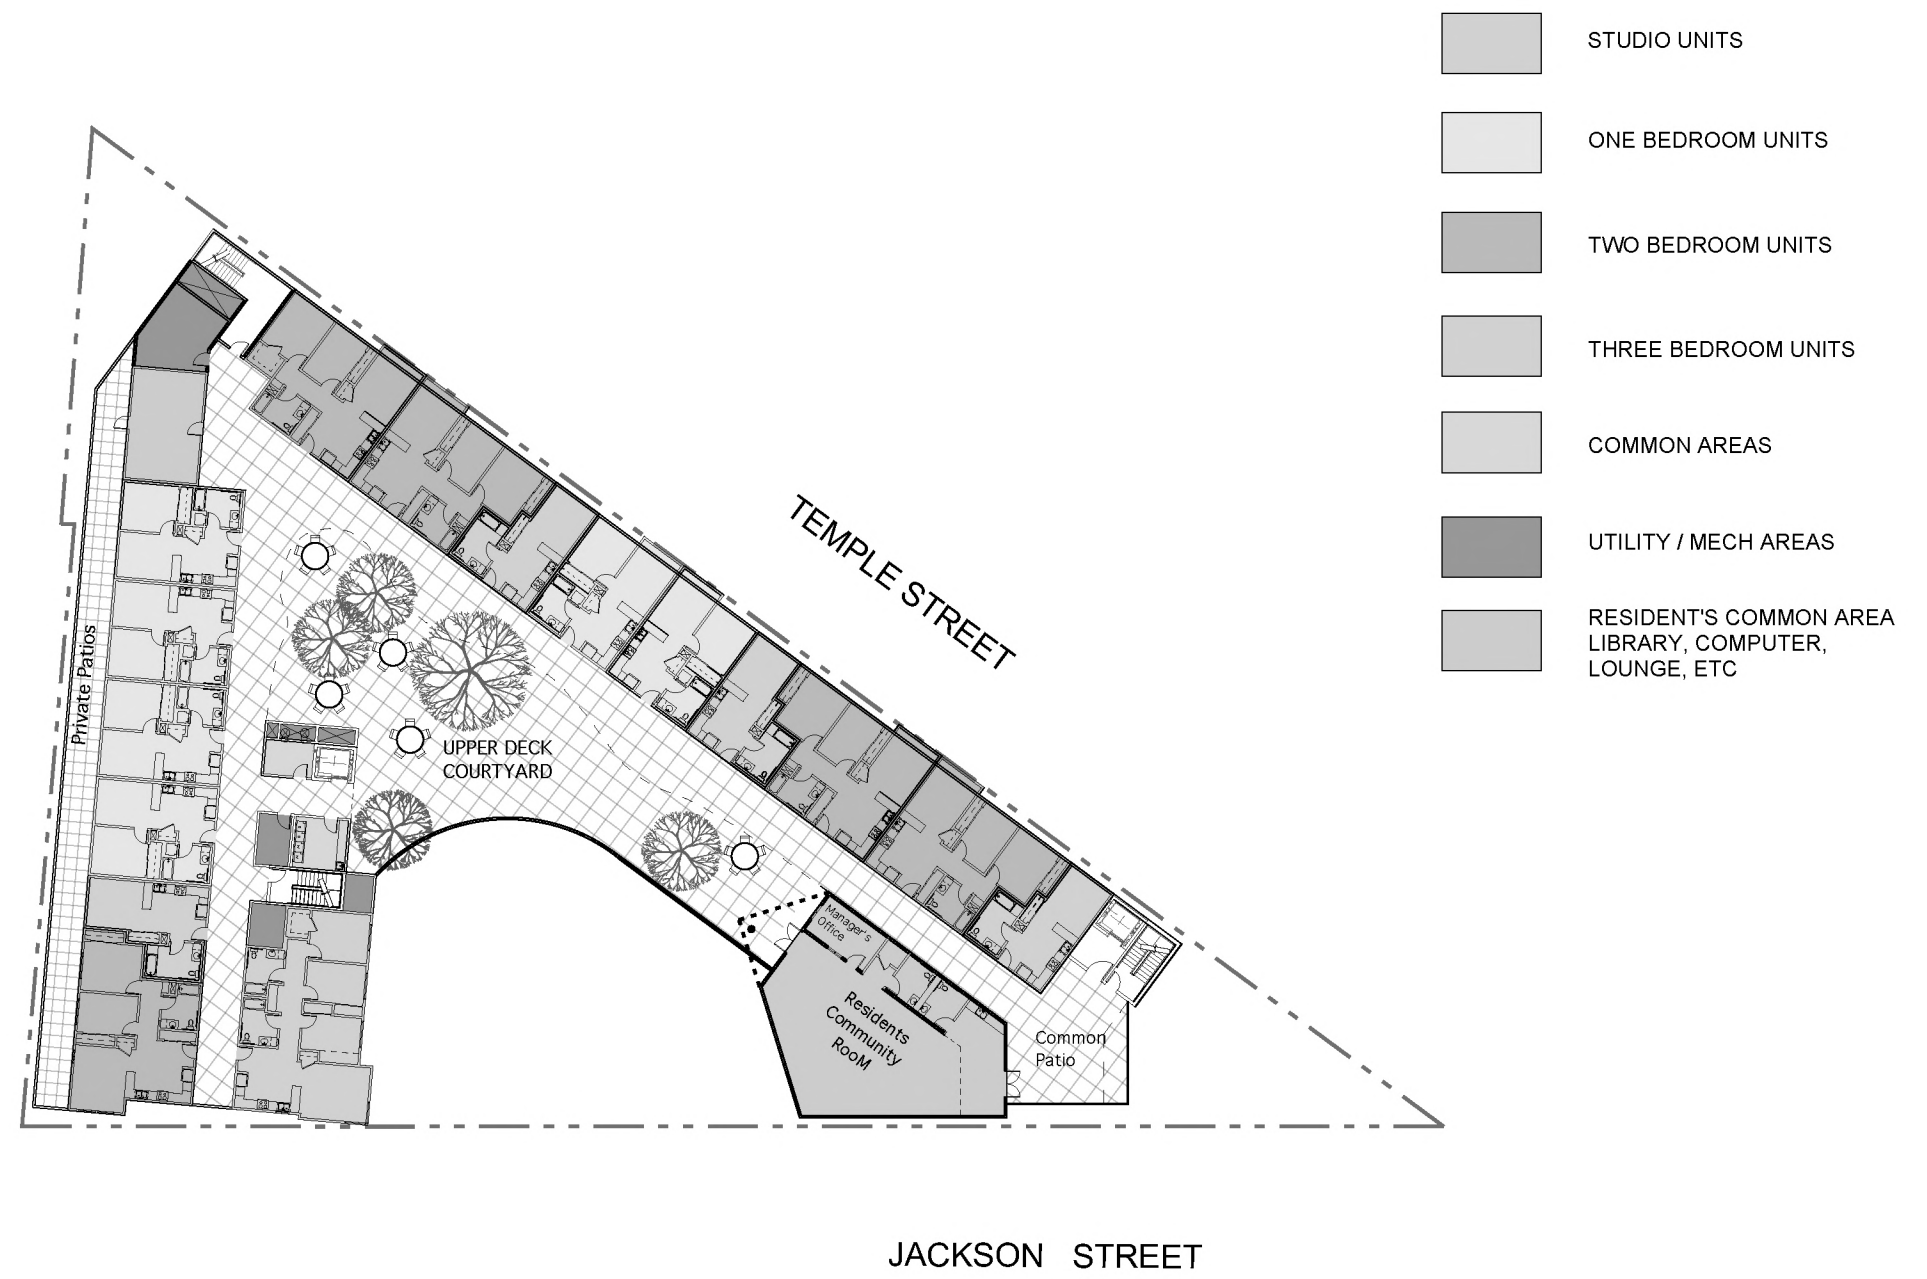 STUDIO UNITS
ONE BEDROOM UNITS
TWO BEDROOM UNITS
THREE BEDROOM UNITS
COMMON AREAS
UTILITY / MECH AREAS
RESIDENT'S COMMON AREA
LIBRARY, COMPUTER,
LOUNGE, ETC
TEMPLE STREET
Private Patios
UPPER DECK
COURTYARD
Manager's
Office
Residents
Community
RooM
Common
Patio
JACKSON STREET